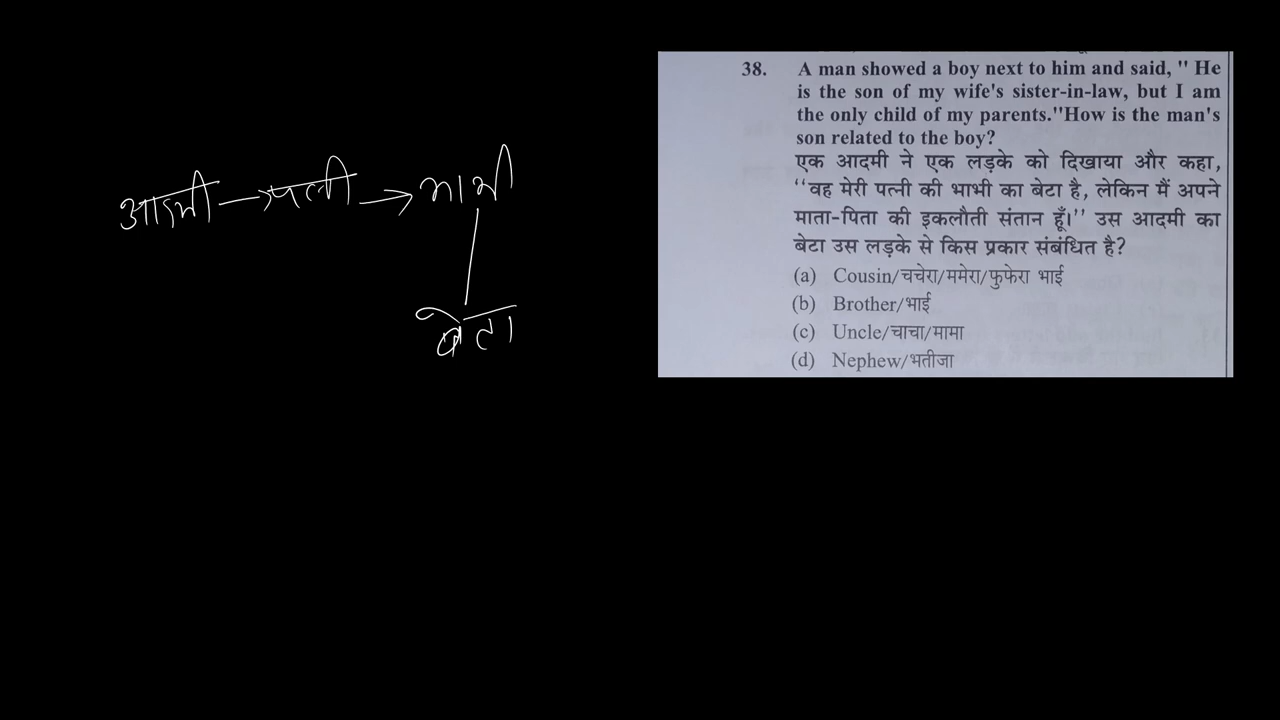 आदमी → पत्नी → भाभी
बेटा
38. A man showed a boy next to him and said, " He
is the son of my wife's sister-in-law, but I am
the only child of my parents."How is the man's
son related to the boy?
एक आदमी ने एक लड़के को दिखाया और कहा,
"वह मेरी पत्नी की भाभी का बेटा है, लेकिन मैं अपने
माता-पिता की इकलौती संतान हूँ।" उस आदमी का
बेटा उस लड़के से किस प्रकार संबंधित है?
(a) Cousin/चचेरा/ममेरा/फुफेरा भाई
(b) Brother/भाई
(c) Uncle/चाचा/मामा
(d) Nephew/भतीजा